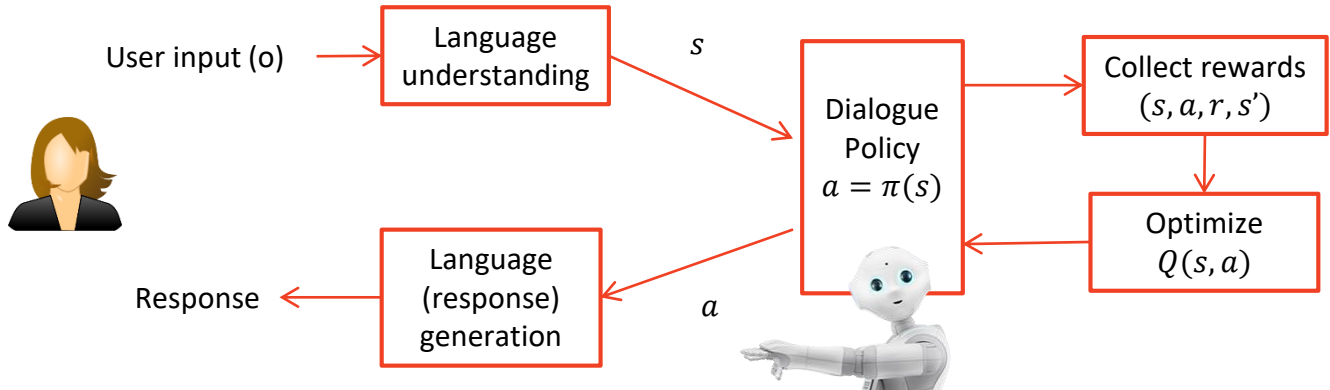 User input (o)
Language
understanding
s
Dialogue
Policy
a = π(s)
Collect rewards
(s, a, r, s’)
Optimize
Q(s, a)
Language
(response)
generation
Response
a